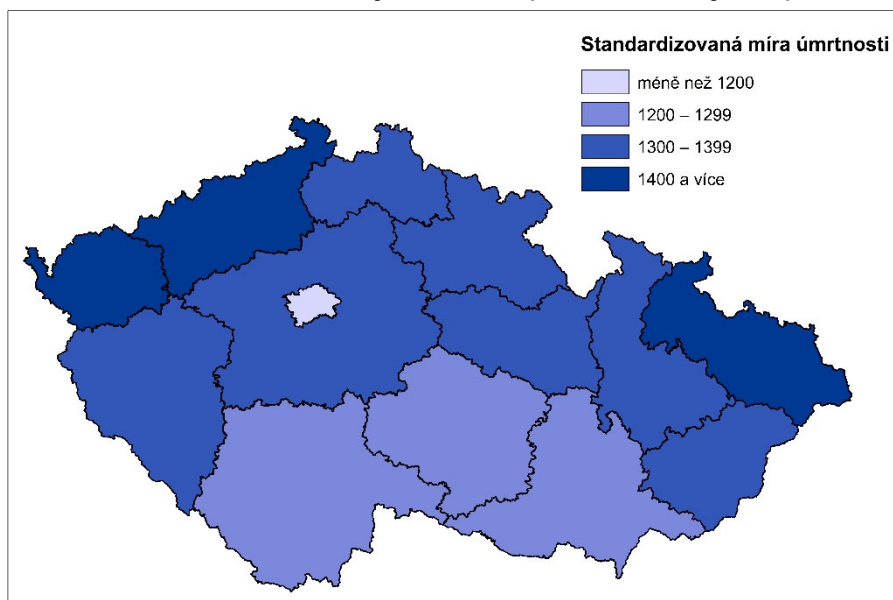 Standardizovaná míra úmrtnosti
méně než 1200
1200 – 1299
1300 – 1399
1400 a více